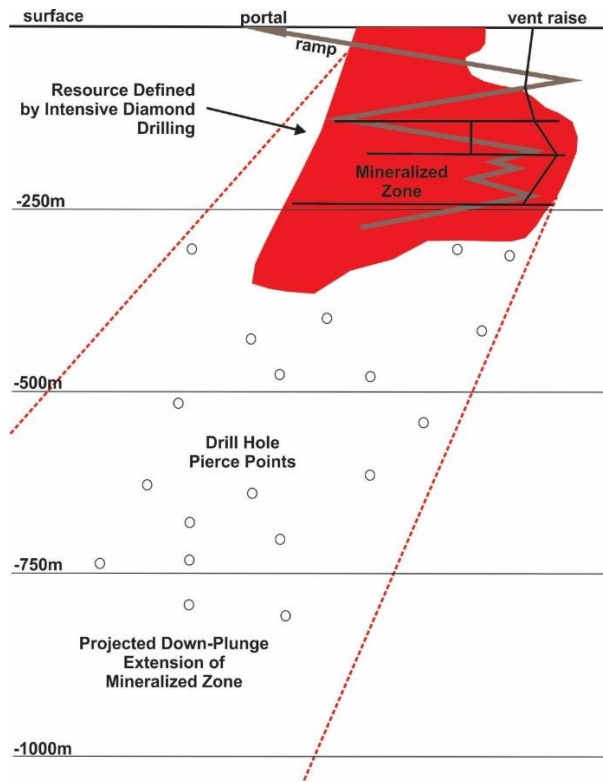 surface portal vent raise
ramp
Resource Defined
by Intensive Diamond
Drilling
Mineralized
Zone
-250m
-500m
Drill Hole
Pierce Points
-750m
Projected Down-Plunge
Extension of
Mineralized Zone
-1000m